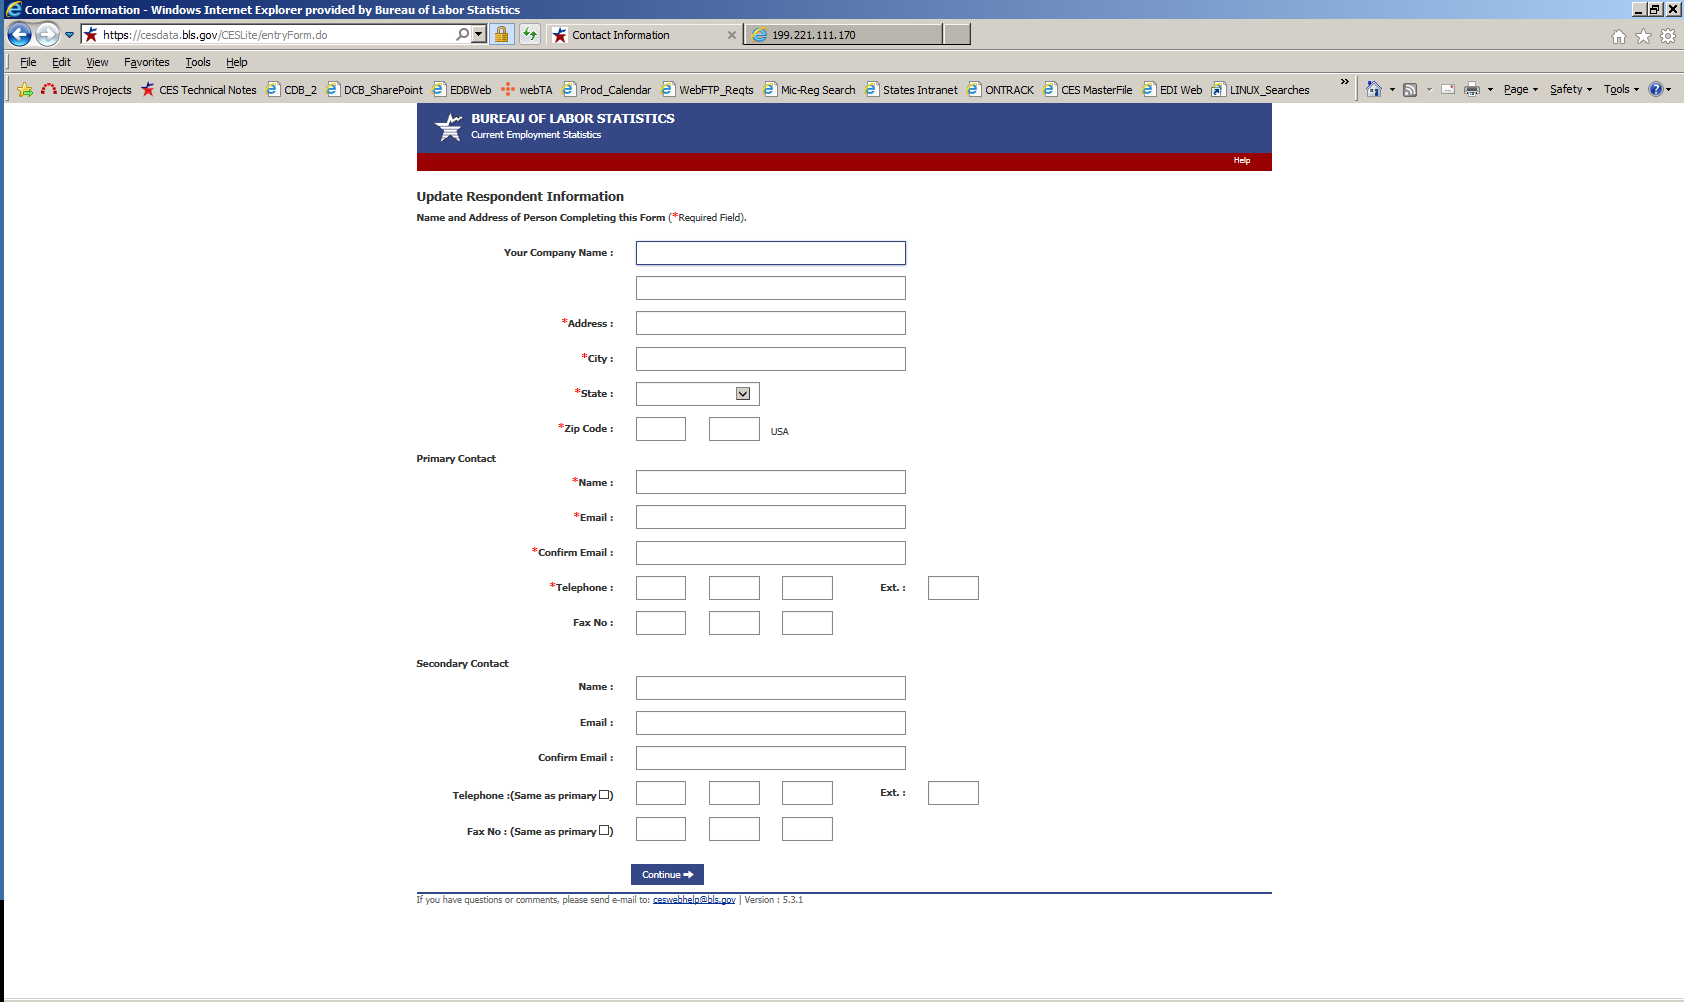 Contact Information - Windows Internet Explorer provided by Bureau of Labor Statistics
https://cesdata.bls.gov/CESLite/entryForm.do
Contact Information
199.221.111.170
File Edit View Favorites Tools Help
DEWS Projects CES Technical Notes CDB_2 DCB_SharePoint EDBWeb webTA Prod_Calendar WebFTP_Reqts Mic-Reg Search States Intranet ONTRACK CES MasterFile EDI Web LINUX_Searches » Page Safety Tools
BUREAU OF LABOR STATISTICS
Current Employment Statistics
Help
Update Respondent Information
Name and Address of Person Completing this Form (*Required Field).
Your Company Name :
*Address :
*City :
*State :
*Zip Code : USA
Primary Contact
*Name :
*Email :
*Confirm Email :
*Telephone : Ext. :
Fax No :
Secondary Contact
Name :
Email :
Confirm Email :
Telephone :(Same as primary ) Ext. :
Fax No : (Same as primary )
Continue
If you have questions or comments, please send e-mail to: ceswebhelp@bls.gov | Version : 5.3.1